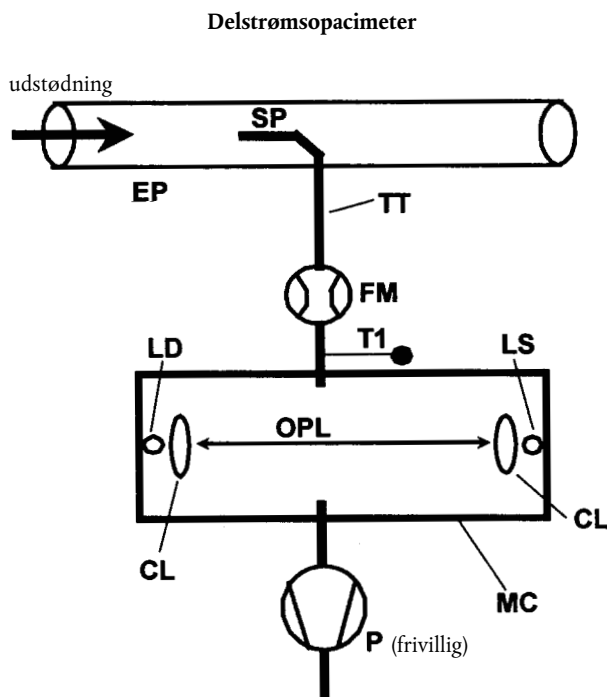 Delstrømsopacimeter
udstødning
SP
EP
TT
FM
T1
LD
LS
OPL
CL
CL
MC
P (frivillig)